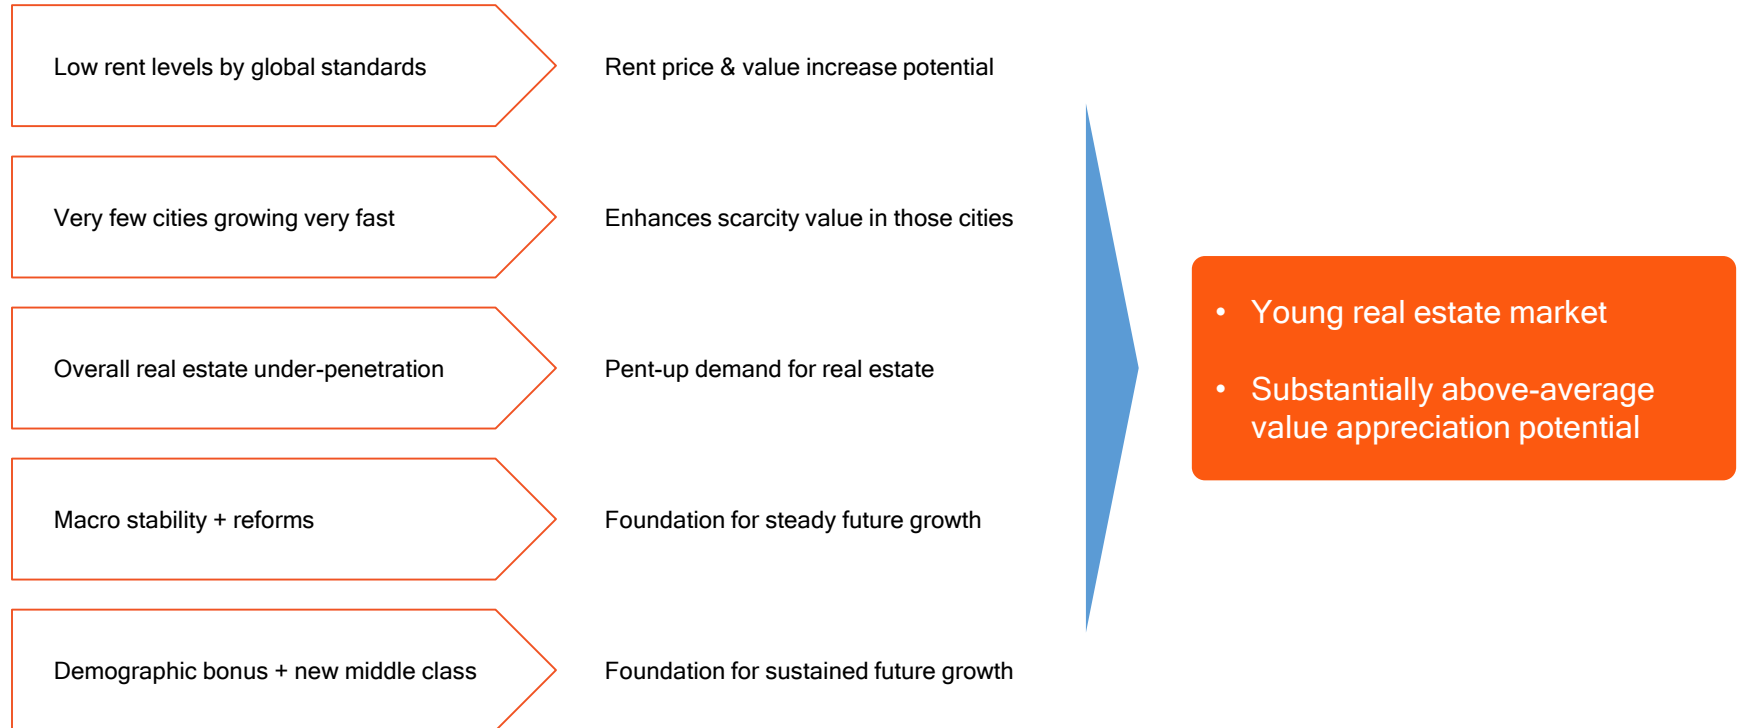 Low rent levels by global standards
Rent price & value increase potential
Very few cities growing very fast
Enhances scarcity value in those cities
Overall real estate under-penetration
Pent-up demand for real estate
Macro stability + reforms
Foundation for steady future growth
Demographic bonus + new middle class
Foundation for sustained future growth
• Young real estate market
• Substantially above-average
value appreciation potential